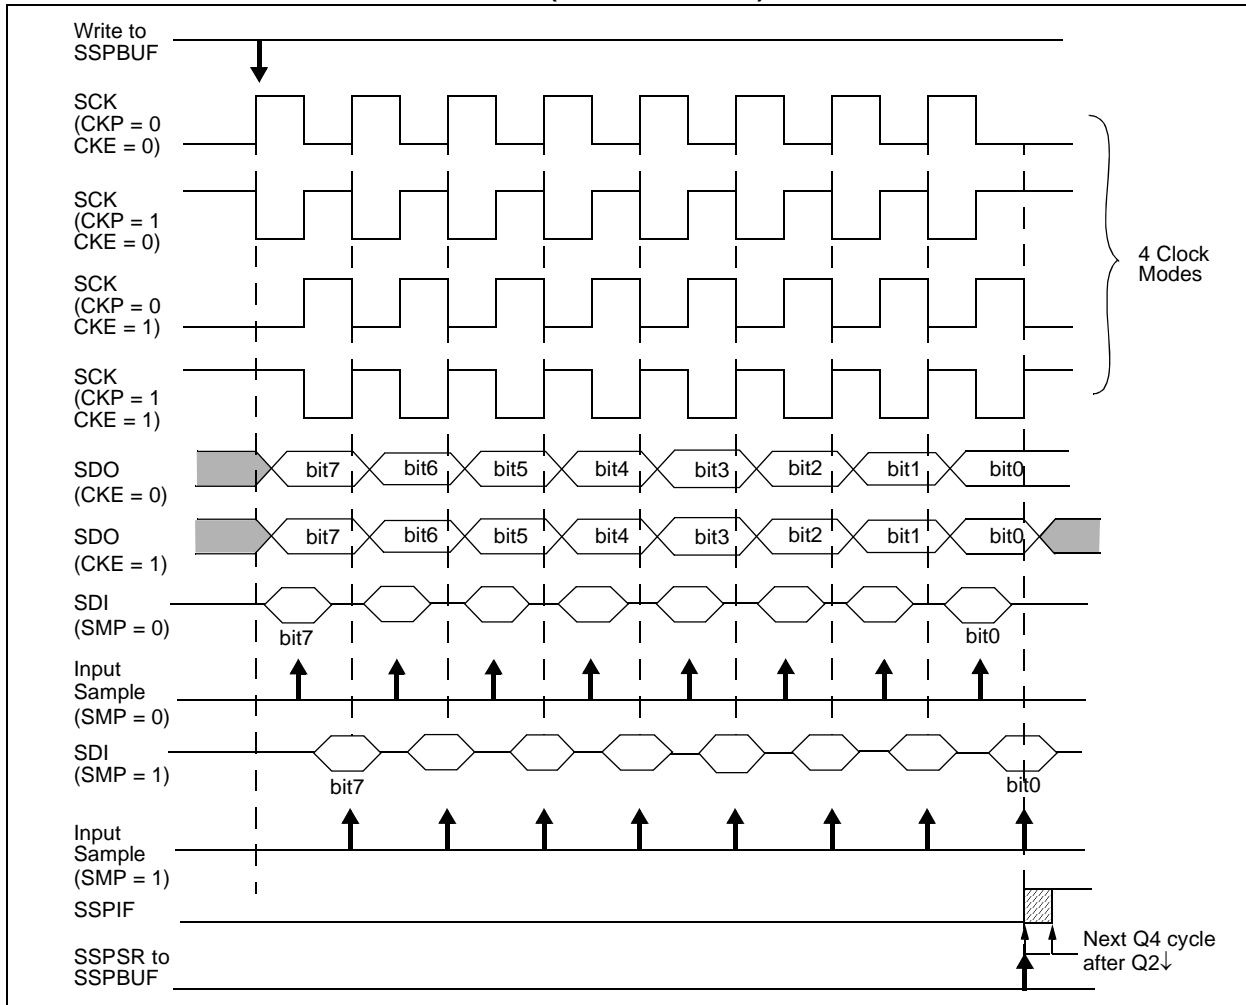 Write to
SSPBUF
SCK
(CKP = 0
CKE = 0)
SCK
(CKP = 1
CKE = 0)
SCK
(CKP = 0
CKE = 1)
SCK
(CKP = 1
CKE = 1)
4 Clock
Modes
SDO
(CKE = 0)
bit7 bit6 bit5 bit4 bit3 bit2 bit1 bit0
SDO
(CKE = 1)
bit7 bit6 bit5 bit4 bit3 bit2 bit1 bit0
SDI
(SMP = 0)
bit7 bit0
Input
Sample
(SMP = 0)
SDI
(SMP = 1)
bit7 bit0
Input
Sample
(SMP = 1)
SSPIF
SSPSR to
SSPBUF
Next Q4 cycle
after Q2↓